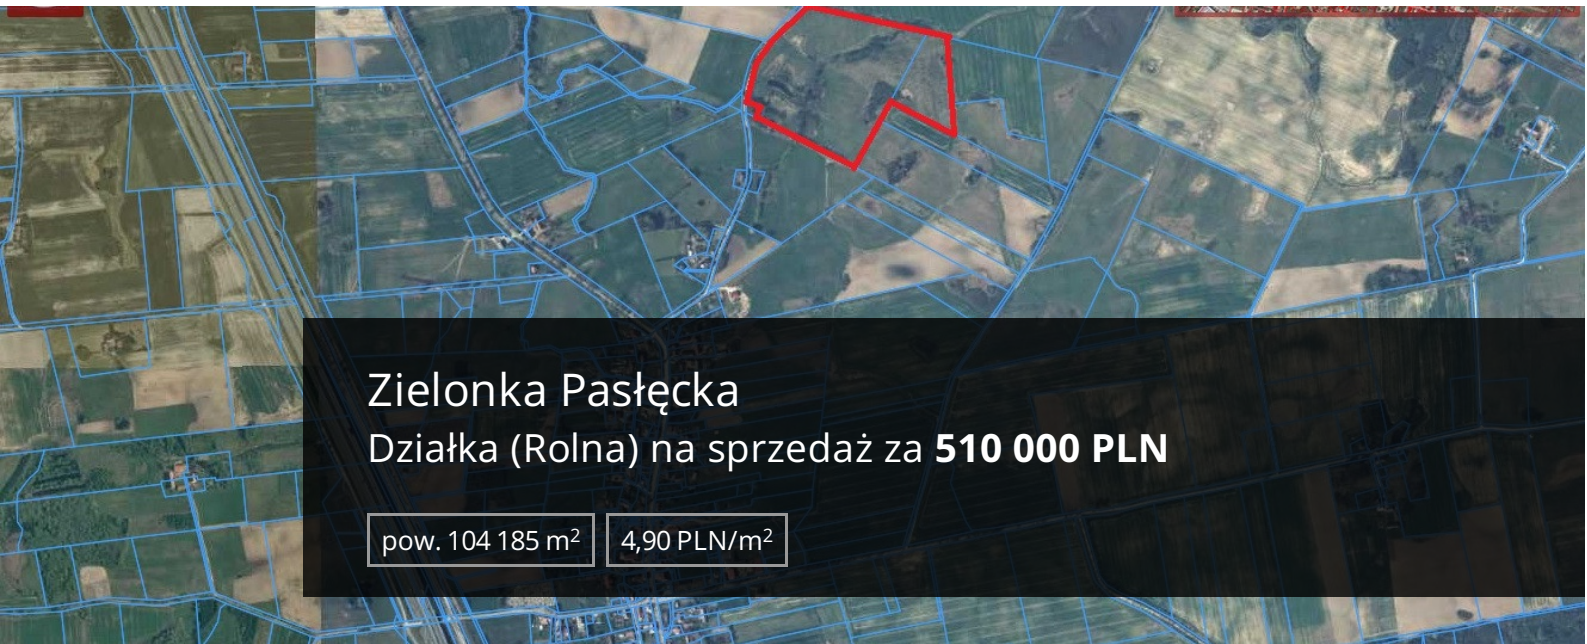 Zielonka Pasłęcka
Działka (Rolna) na sprzedaż za 510 000 PLN
pow. 104 185 m²
4,90 PLN/m²